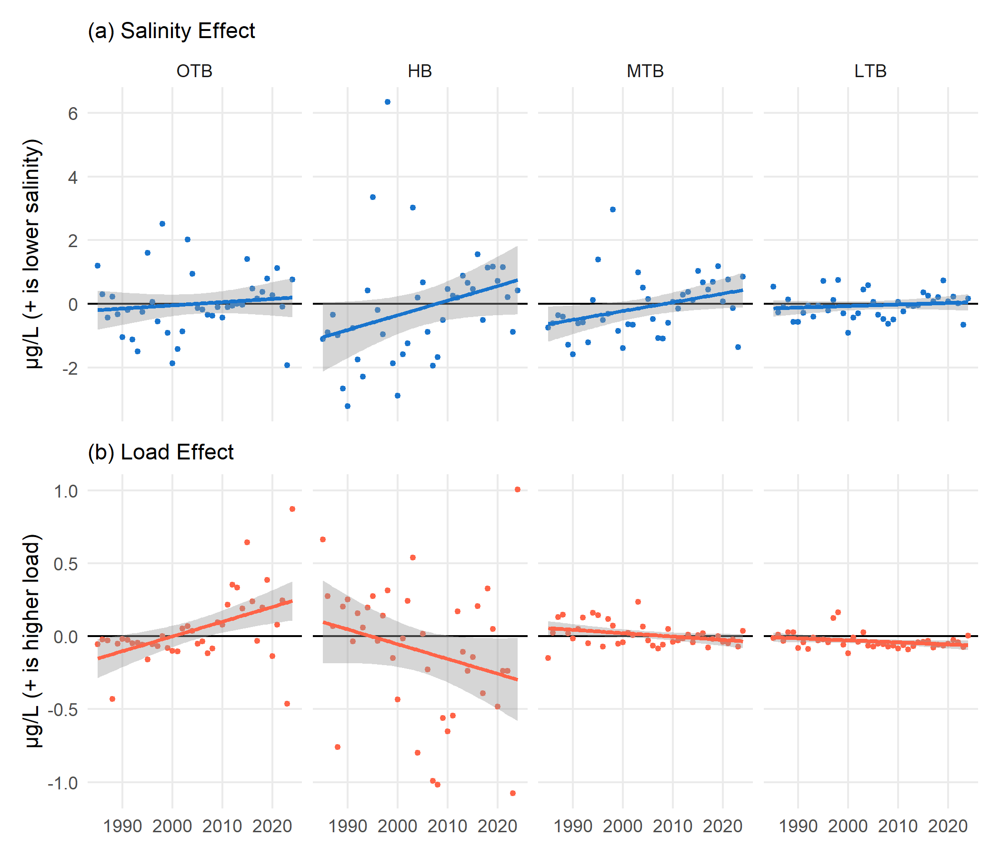 (a) Salinity Effect
OTB HB MTB LTB
µg/L (+ is lower salinity)
6
4
2
0
-2
(b) Load Effect
µg/L (+ is higher load)
1.0
0.5
0.0
-0.5
-1.0
1990 2000 2010 2020 1990 2000 2010 2020 1990 2000 2010 2020 1990 2000 2010 2020